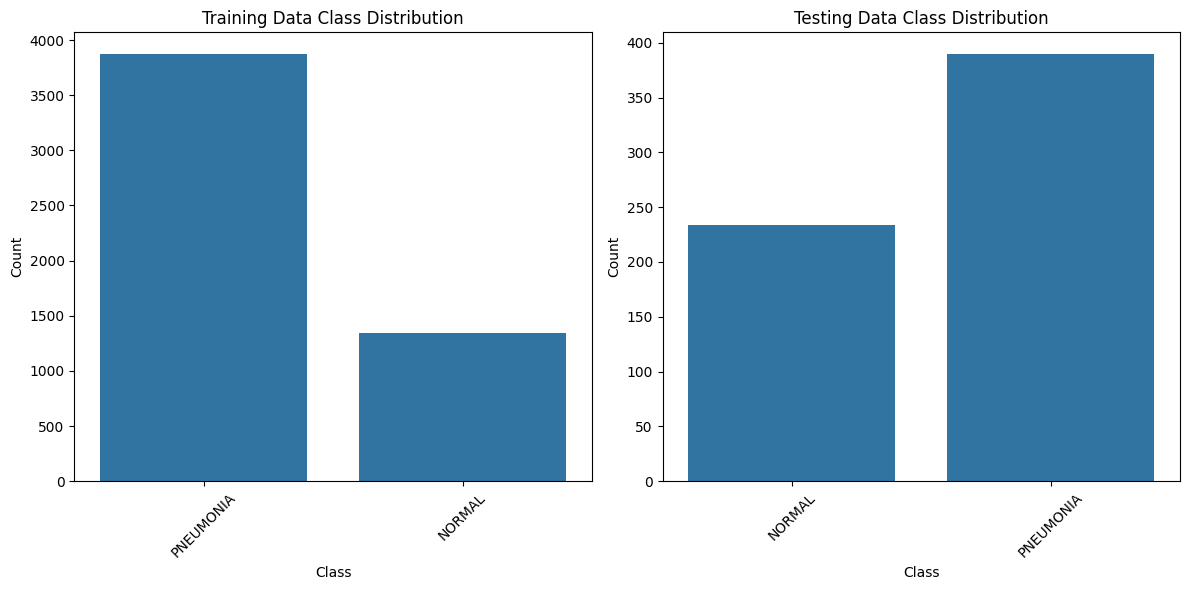 Training Data Class Distribution
4000
3500
3000
2500
2000
1500
1000
500
0
Count
PNEUMONIA
NORMAL
Class
Testing Data Class Distribution
400
350
300
250
200
150
100
50
0
Count
NORMAL
PNEUMONIA
Class